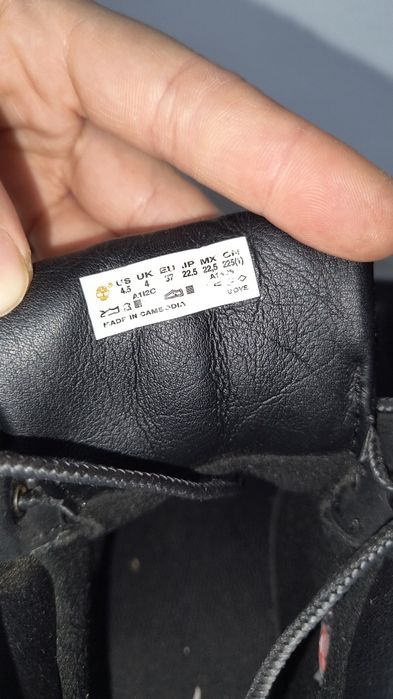 US UK EU JP MX CN
4.5 4 37 22.5 22.5 225(1)
A1I2C
MADE IN CAMBODIA